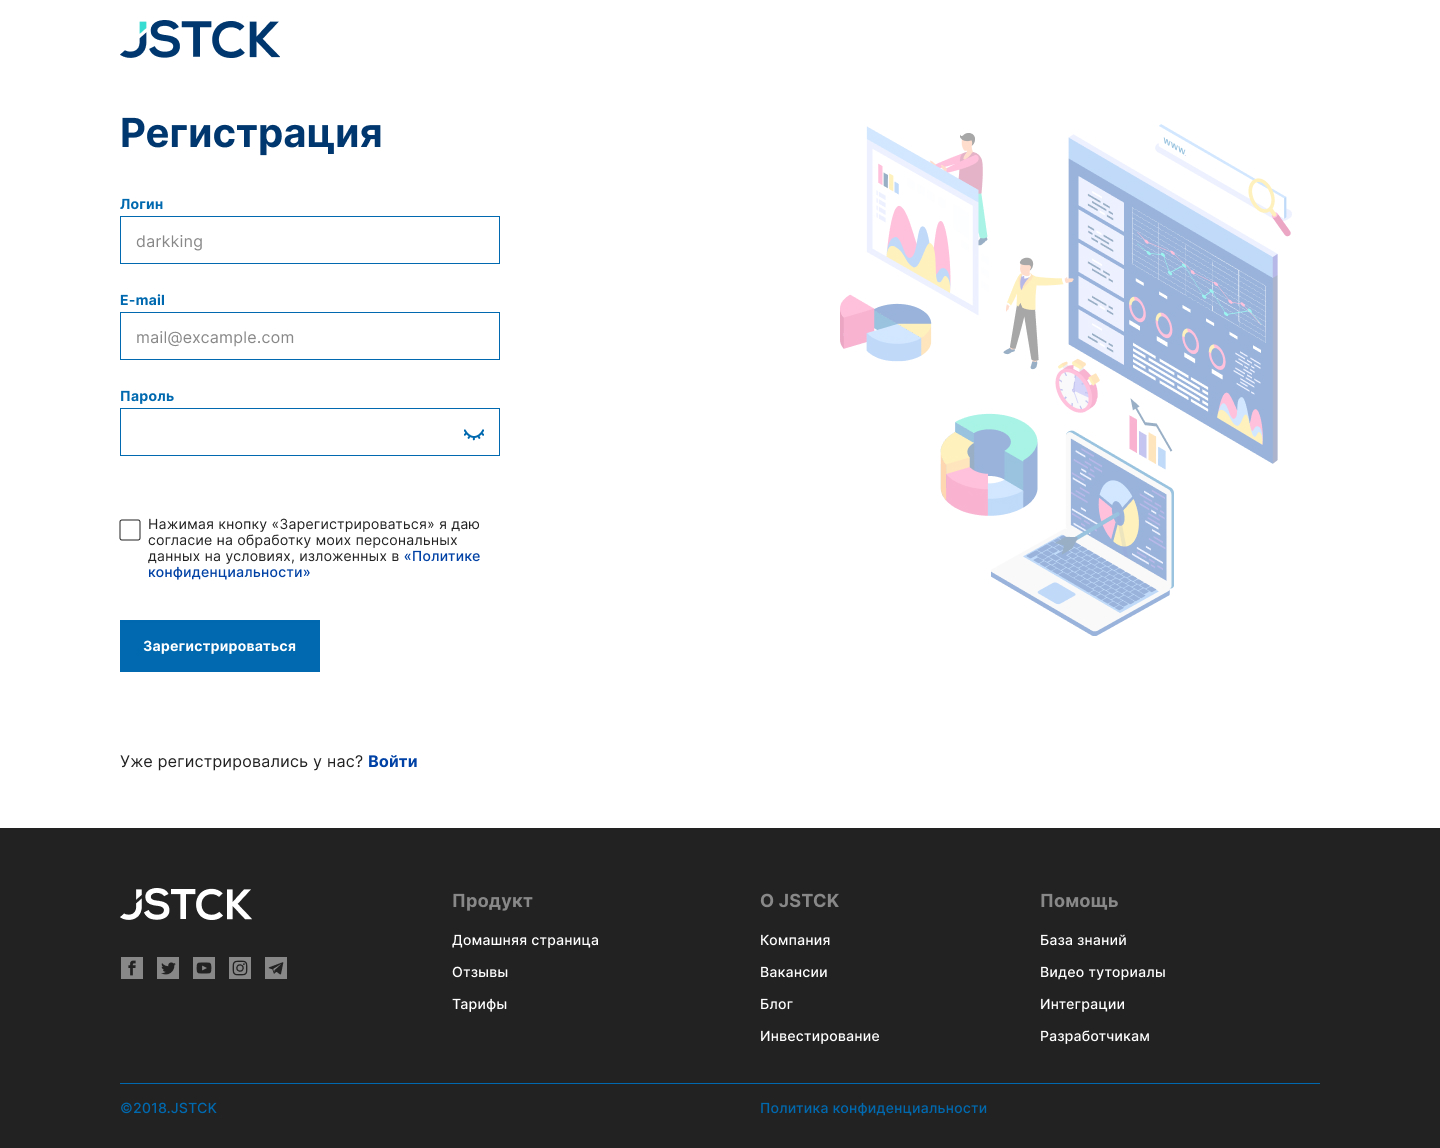 JSTCK
Регистрация
Логин
darkking
E-mail
mail@excample.com
Пароль
Нажимая кнопку «Зарегистрироваться» я даю
согласие на обработку моих персональных
данных на условиях, изложенных в «Политике
конфиденциальности»
Зарегистрироваться
Уже регистрировались у нас? Войти
www
JSTCK
Продукт
Домашняя страница
Отзывы
Тарифы
О JSTCK
Компания
Вакансии
Блог
Инвестирование
Помощь
База знаний
Видео туториалы
Интеграции
Разработчикам
©2018.JSTCK
Политика конфиденциальности